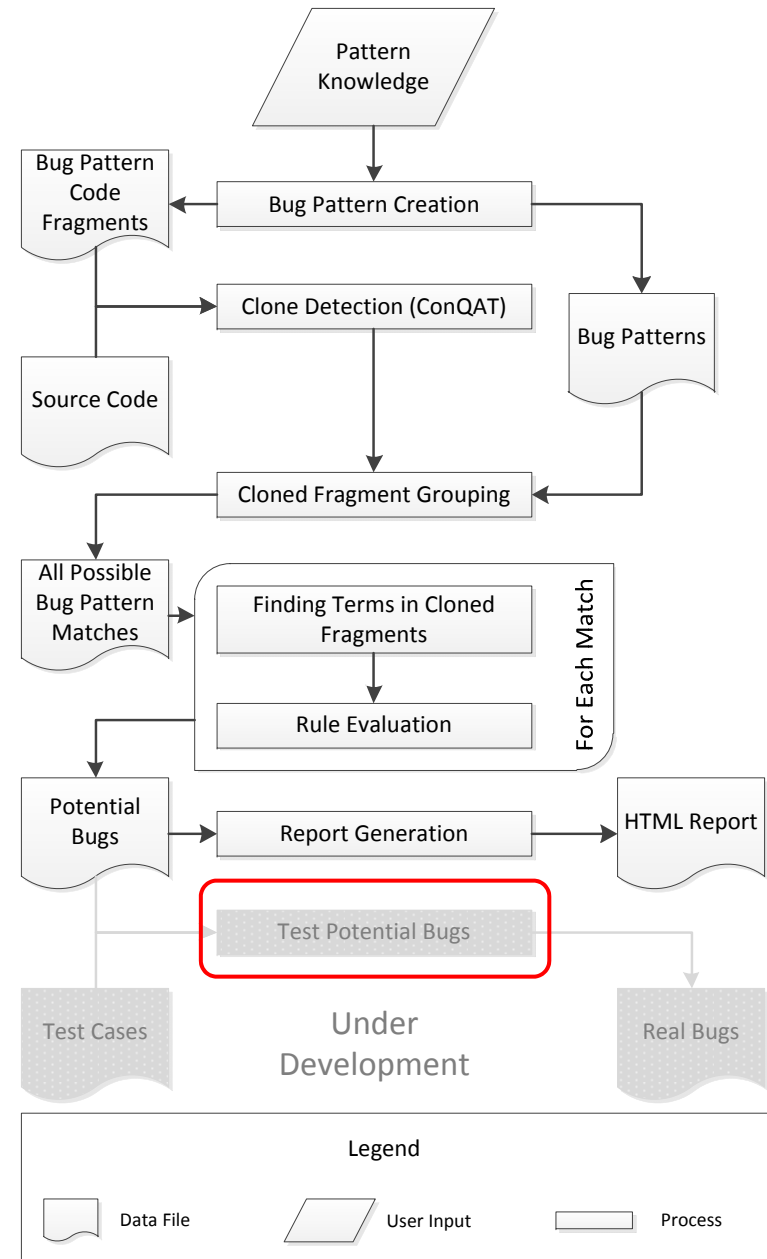 Pattern
Knowledge
Bug Pattern
Code
Fragments
Bug Pattern Creation
Clone Detection (ConQAT)
Bug Patterns
Source Code
Cloned Fragment Grouping
All Possible
Bug Pattern
Matches
Finding Terms in Cloned
Fragments
Rule Evaluation
For Each Match
Potential
Bugs
Report Generation
HTML Report
Test Potential Bugs
Test Cases
Under
Development
Real Bugs
Legend
Data File
User Input
Process